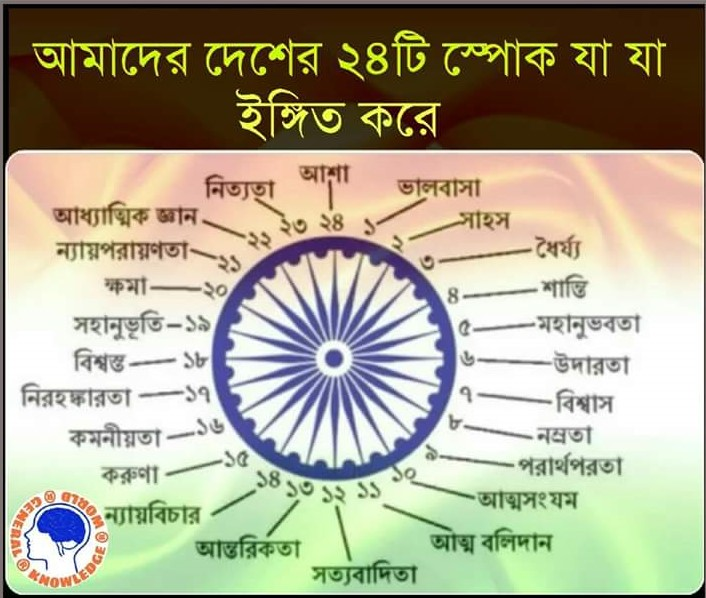 আমাদের দেশের ২৪টি স্পোক যা যা
ইঙ্গিত করে
১ ভালবাসা
২ সাহস
৩ ধৈর্য্য
৪ শান্তি
৫ মহানুভবতা
৬ উদারতা
৭ বিশ্বাস
৮ নম্রতা
৯ পরার্থপরতা
১০ আত্মসংযম
১১ আত্ম বলিদান
১২ সত্যবাদিতা
১৩ আন্তরিকতা
১৪ ন্যায়বিচার
১৫ করুণা
১৬ কমনীয়তা
১৭ নিরহঙ্কারতা
১৮ বিশ্বস্ত
১৯ সহানুভূতি
২০ ক্ষমা
২১ ন্যায়পরায়ণতা
২২ আধ্যাত্মিক জ্ঞান
২৩ নিত্যতা
২৪ আশা
GENERAL @ WORLD @ KNOWLEDGE @